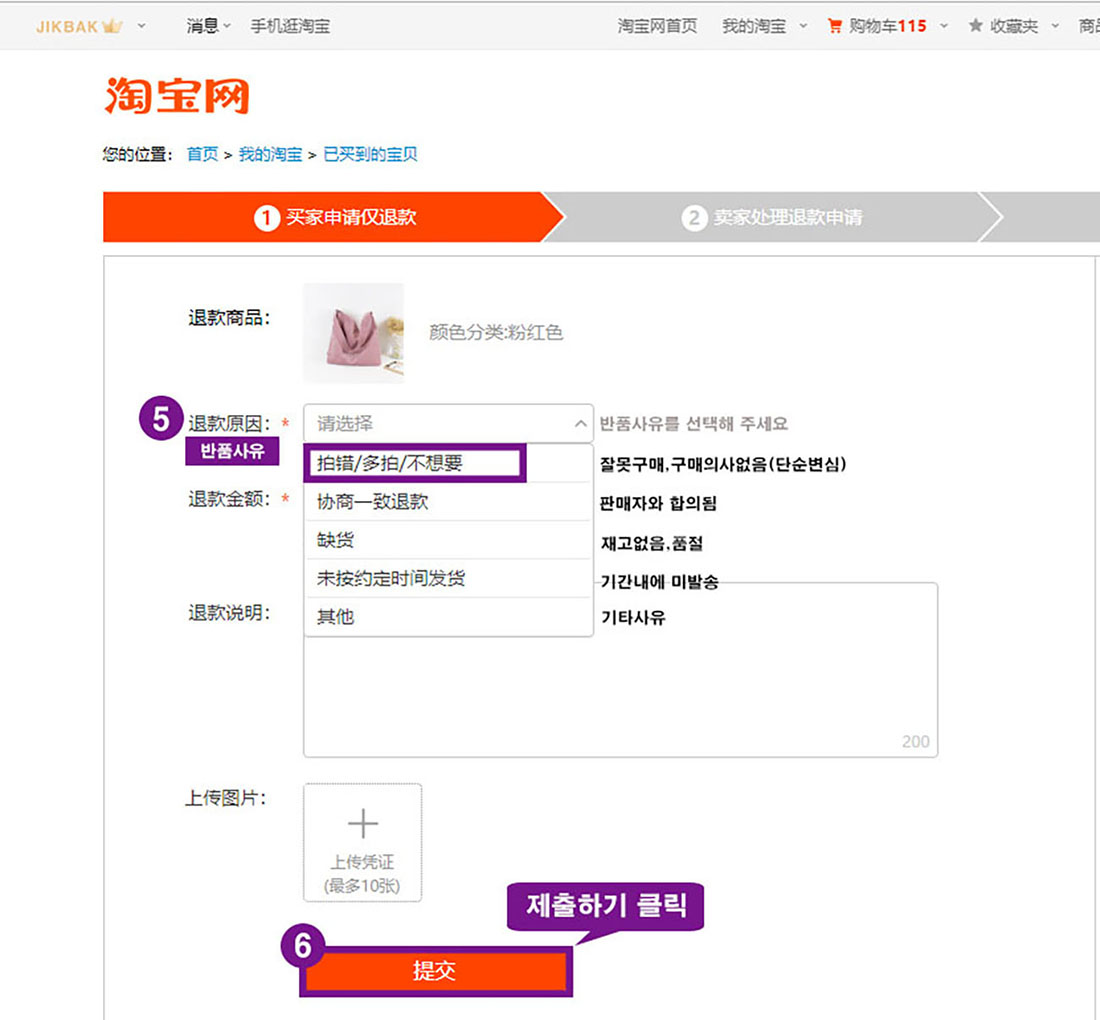 JIKBAK 消息 手机逛淘宝 淘宝网首页 我的淘宝 购物车115 收藏夹 商品
淘宝网
您的位置: 首页 > 我的淘宝 > 已买到的宝贝
1 买家申请仅退款 2 卖家处理退款申请
退款商品: 颜色分类:粉红色
5 退款原因: * 请选择 반품사유를 선택해 주세요
반품사유 拍错/多拍/不想要 잘못구매,구매의사없음(단순변심)
退款金额: * 协商一致退款 판매자와 합의됨
缺货 재고없음,품절
未按约定时间发货 기간내에 미발송
退款说明: 其他 기타사유
200
上传图片:
上传凭证
(最多10张)
제출하기 클릭
6 提交